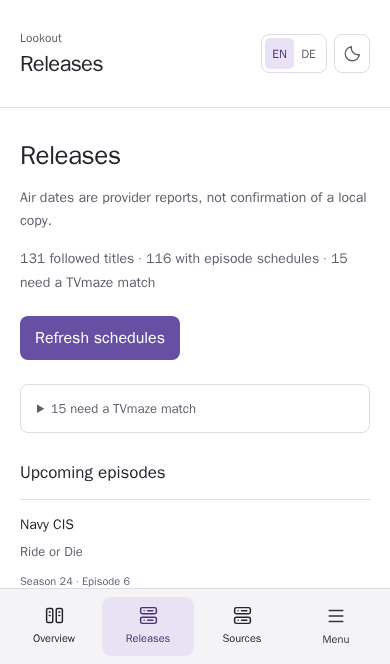 Lookout
Releases
EN DE
Releases
Air dates are provider reports, not confirmation of a local
copy.
131 followed titles · 116 with episode schedules · 15
need a TVmaze match
Refresh schedules
15 need a TVmaze match
Upcoming episodes
Navy CIS
Ride or Die
Season 24 · Episode 6
Overview
Releases
Sources
Menu